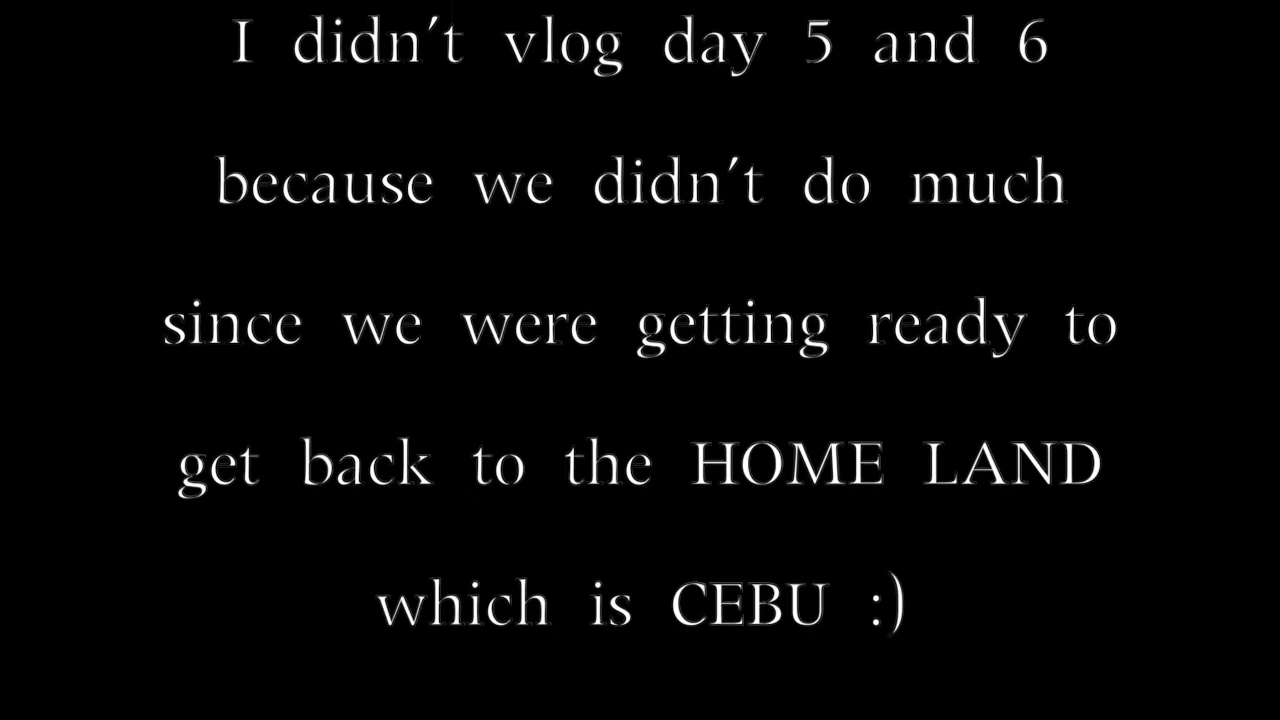 I didn't vlog day 5 and 6
because we didn't do much
since we were getting ready to
get back to the HOME LAND
which is CEBU :)